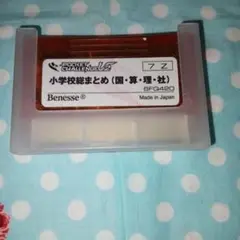 POCKET CHALLENGE V2
7 Z
小学校総まとめ(国・算・理・社)
8FG420
Benesse®
Made in Japan